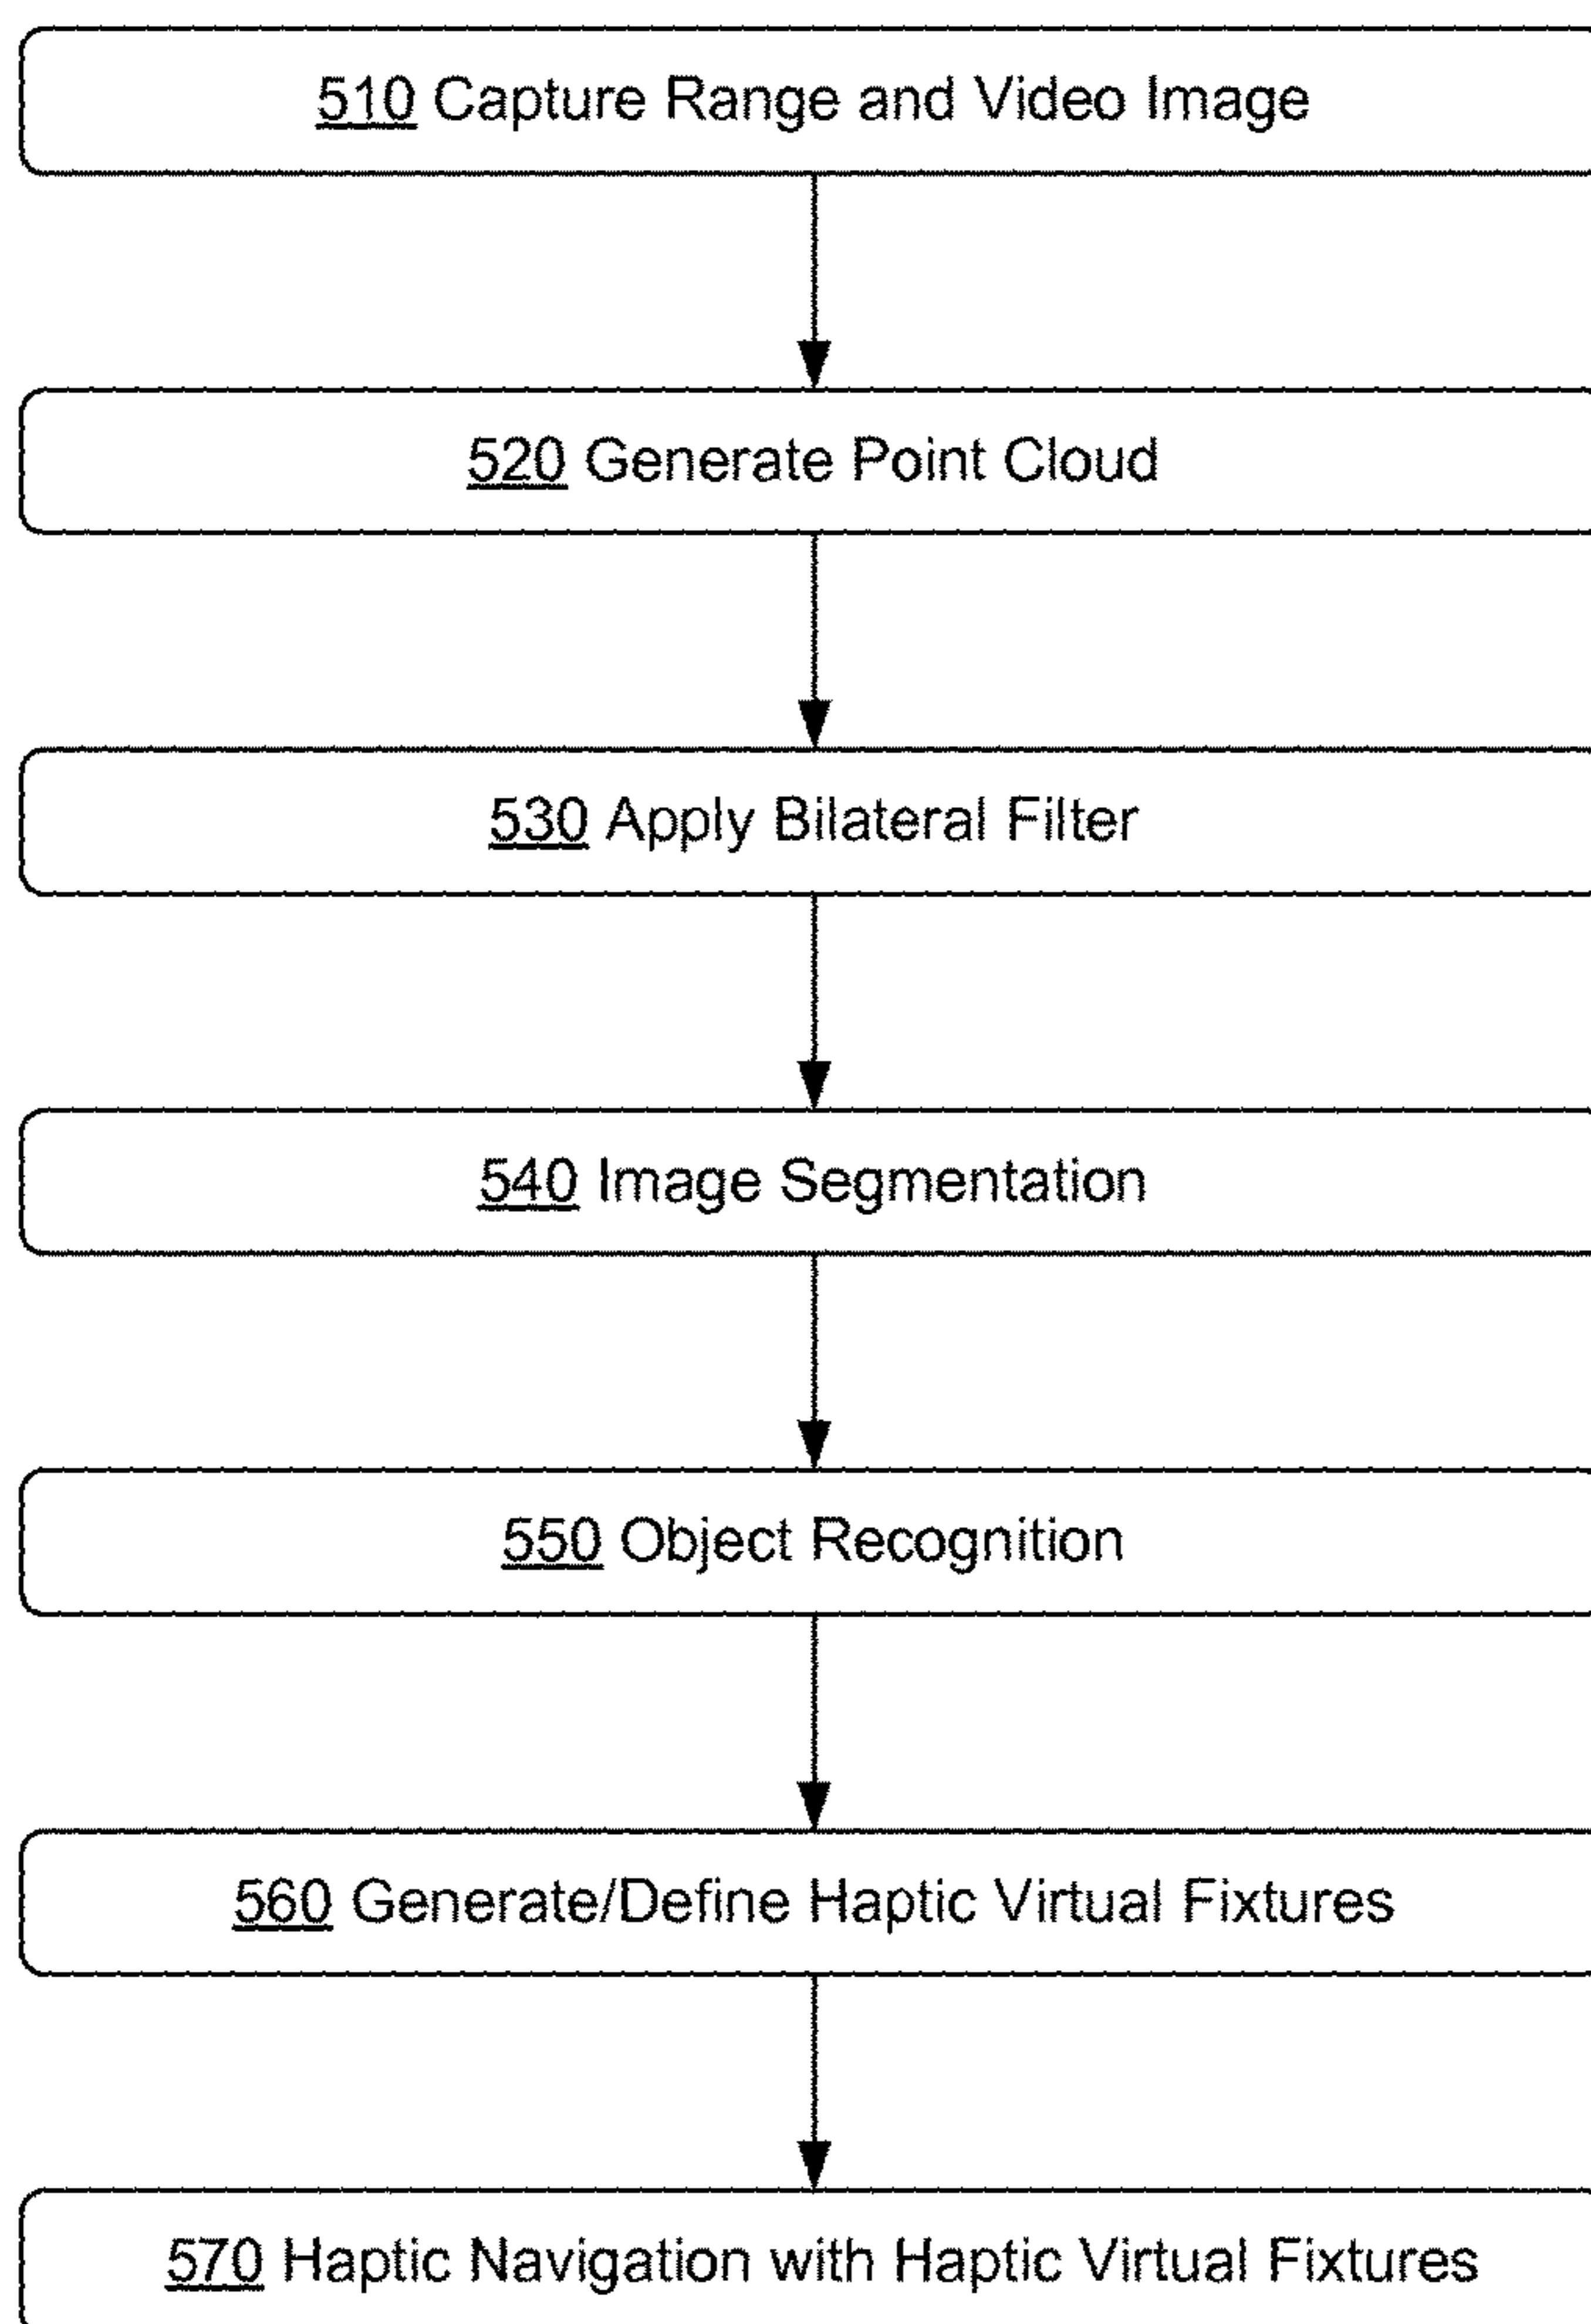 510 Capture Range and Video Image
520 Generate Point Cloud
530 Apply Bilateral Filter
540 Image Segmentation
550 Object Recognition
560 Generate/Define Haptic Virtual Fixtures
570 Haptic Navigation with Haptic Virtual Fixtures